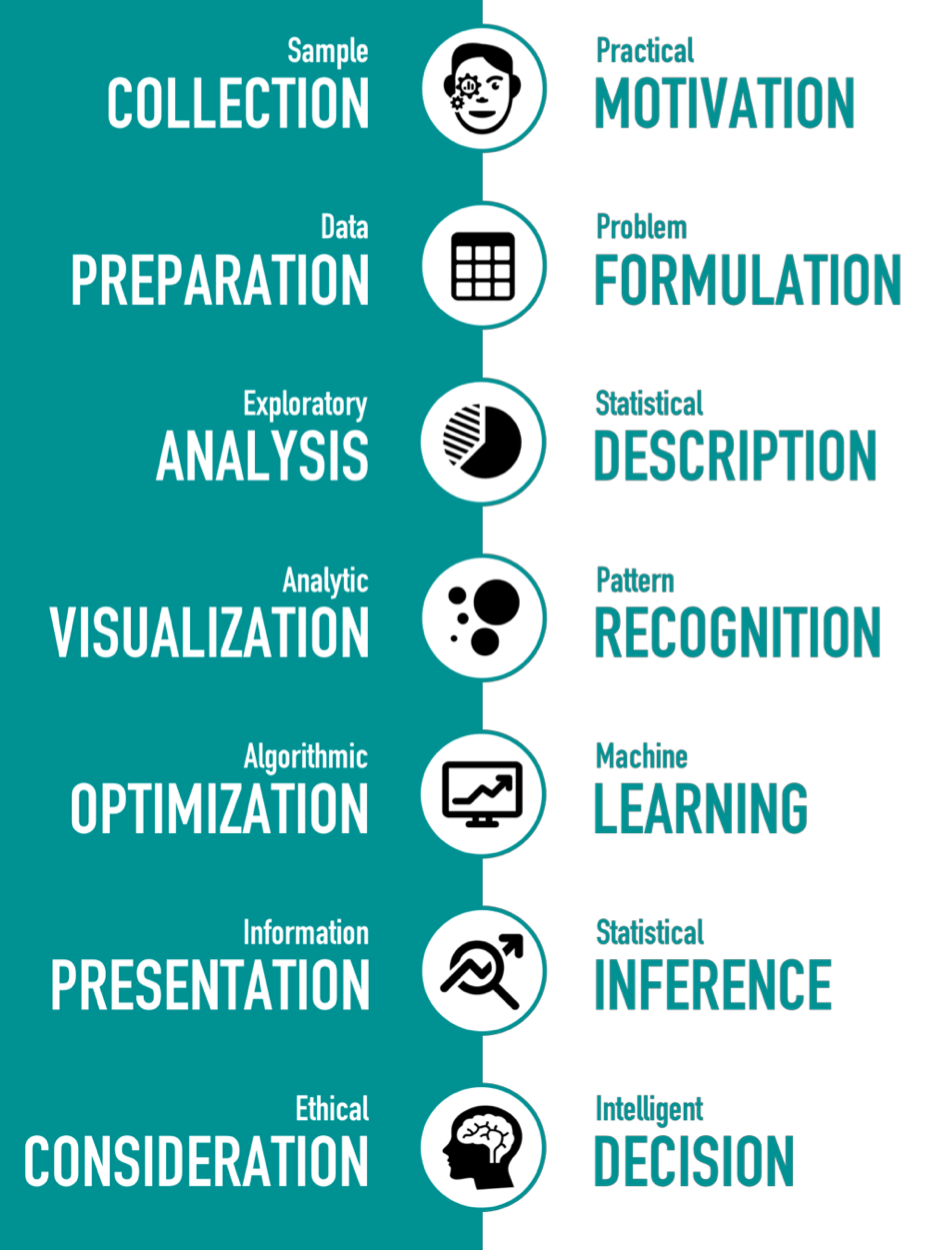 Sample
COLLECTION
Practical
MOTIVATION
Data
PREPARATION
Problem
FORMULATION
Exploratory
ANALYSIS
Statistical
DESCRIPTION
Analytic
VISUALIZATION
Pattern
RECOGNITION
Algorithmic
OPTIMIZATION
Machine
LEARNING
Information
PRESENTATION
Statistical
INFERENCE
Ethical
CONSIDERATION
Intelligent
DECISION